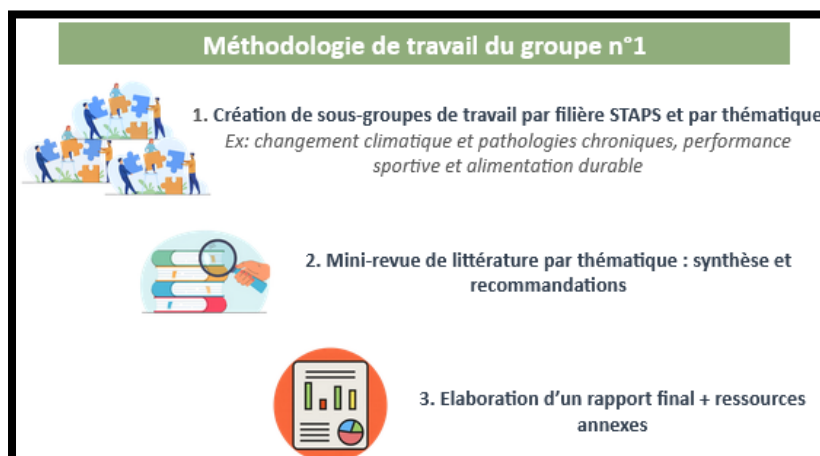 Méthodologie de travail du groupe n°1
1. Création de sous-groupes de travail par filière STAPS et par thématique
Ex: changement climatique et pathologies chroniques, performance
sportive et alimentation durable
2. Mini-revue de littérature par thématique : synthèse et
recommandations
3. Elaboration d'un rapport final + ressources
annexes